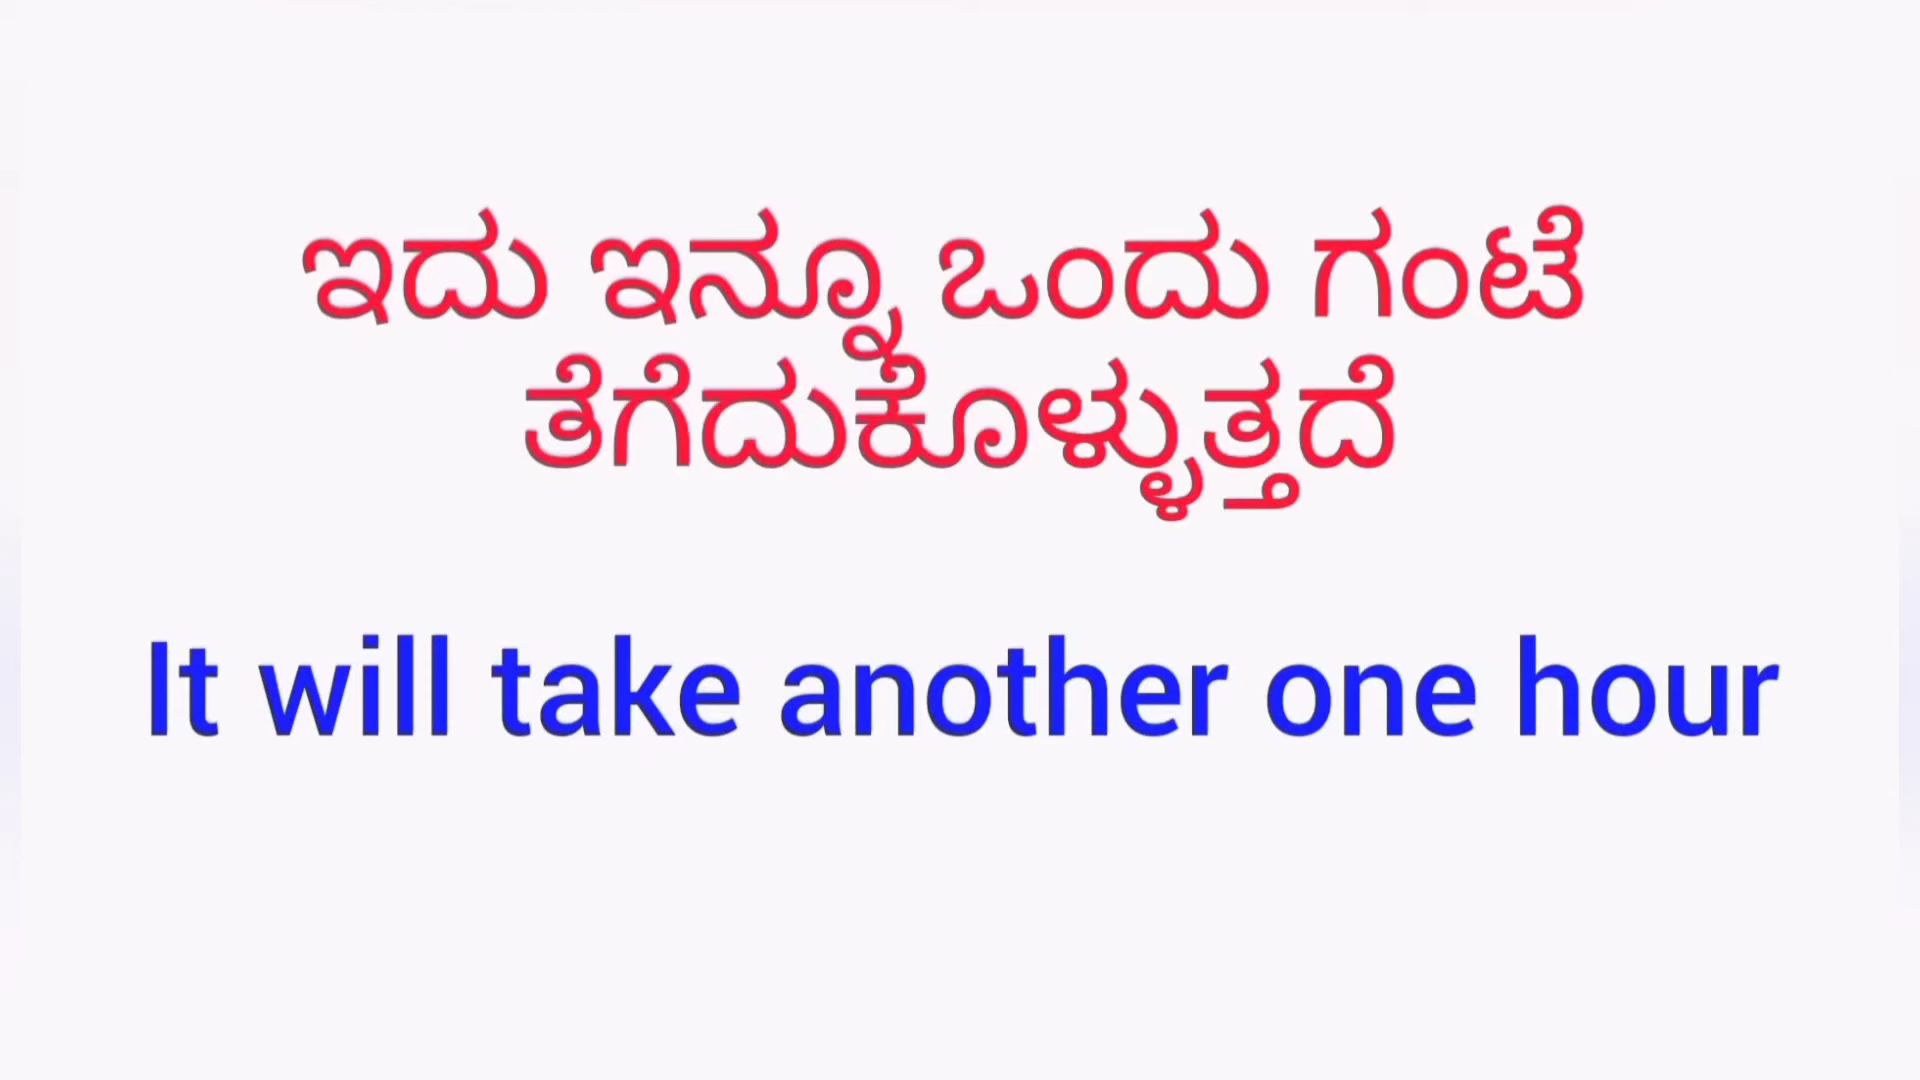 ಇದು ಇನ್ನೂ ಒಂದು ಗಂಟೆ
ತೆಗೆದುಕೊಳ್ಳುತ್ತದೆ
It will take another one hour